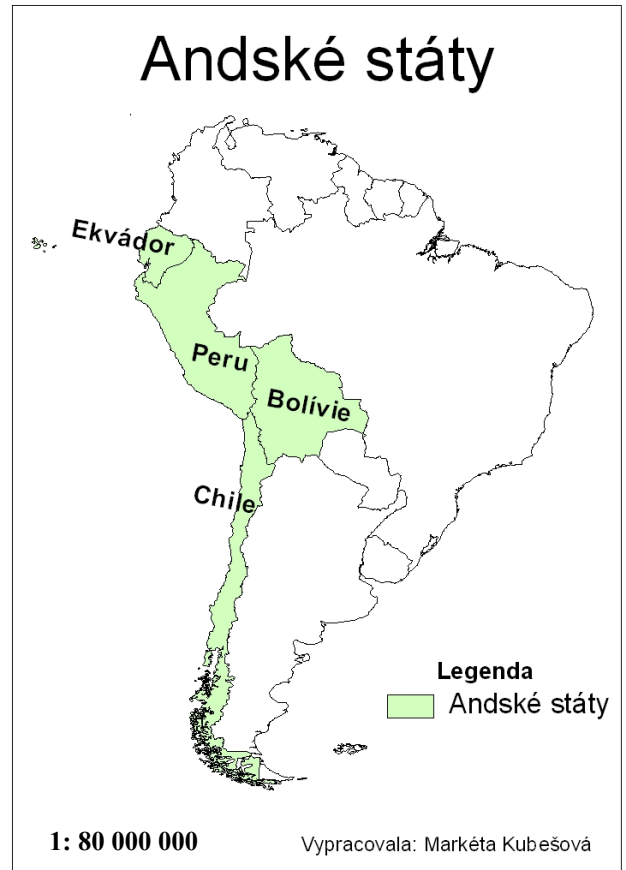 Andské státy
Ekvádor
Peru
Bolívie
Chile
Legenda
Andské státy
1: 80 000 000
Vypracovala: Markéta Kubešová